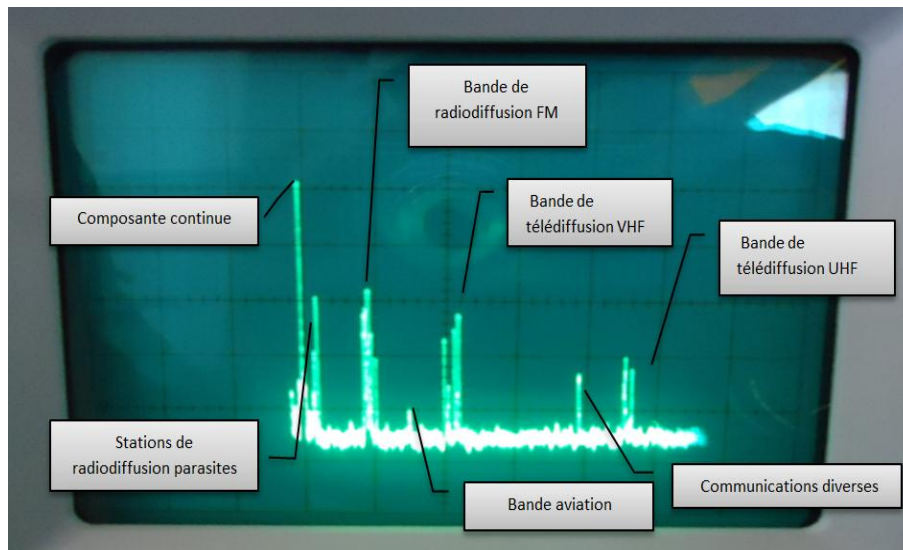 Bande de
radiodiffusion FM
Composante continue
Bande de
télédiffusion VHF
Bande de
télédiffusion UHF
Stations de
radiodiffusion parasites
Bande aviation
Communications diverses